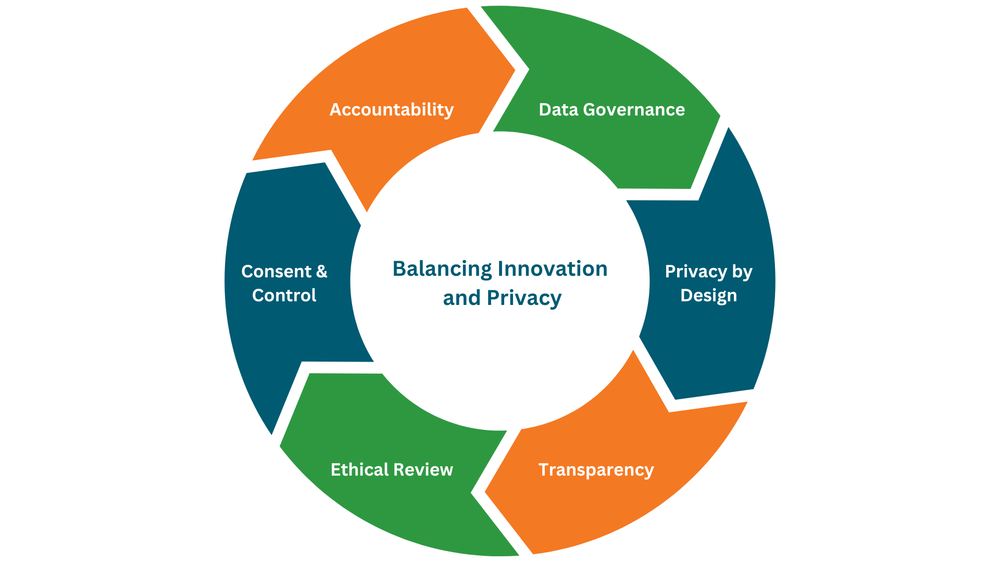 Accountability
Data Governance
Consent &
Control
Balancing Innovation
and Privacy
Privacy by
Design
Ethical Review
Transparency